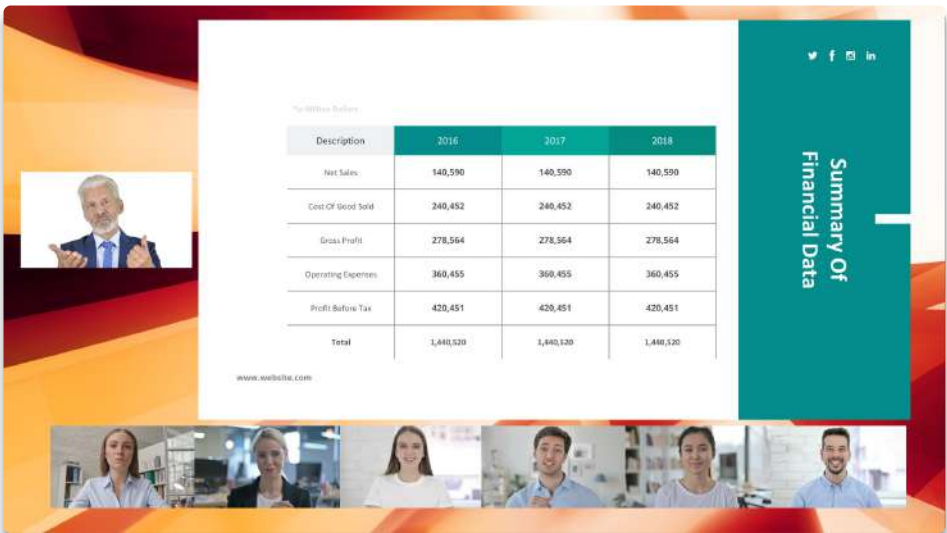 *In Million Dollars
Description 2016 2017 2018
Net Sales 140,590 140,590 140,590
Cost Of Good Sold 240,452 240,452 240,452
Gross Profit 278,564 278,564 278,564
Operating Expenses 360,455 360,455 360,455
Profit Before Tax 420,451 420,451 420,451
Total 1,440,520 1,440,520 1,440,520
www.website.com
Summary Of
Financial Data